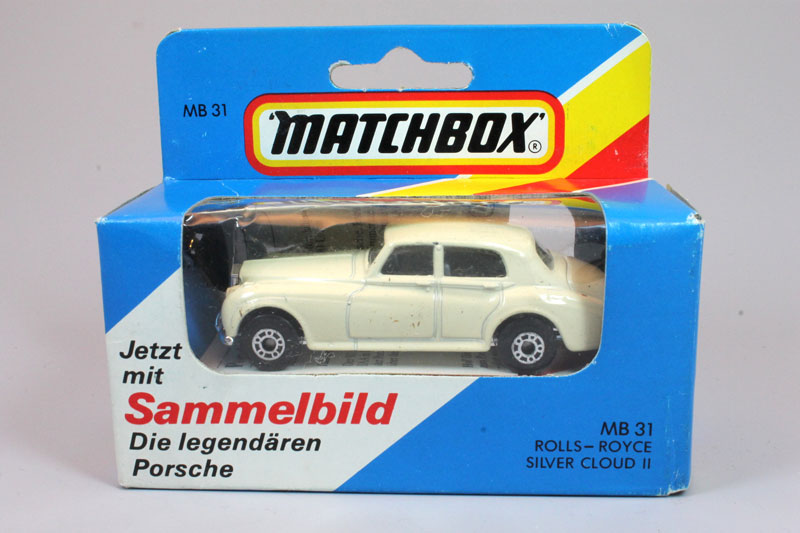 MB 31
'MATCHBOX'®
Jetzt
mit
Sammelbild
Die legendären
Porsche
MB 31
ROLLS-ROYCE
SILVER CLOUD II